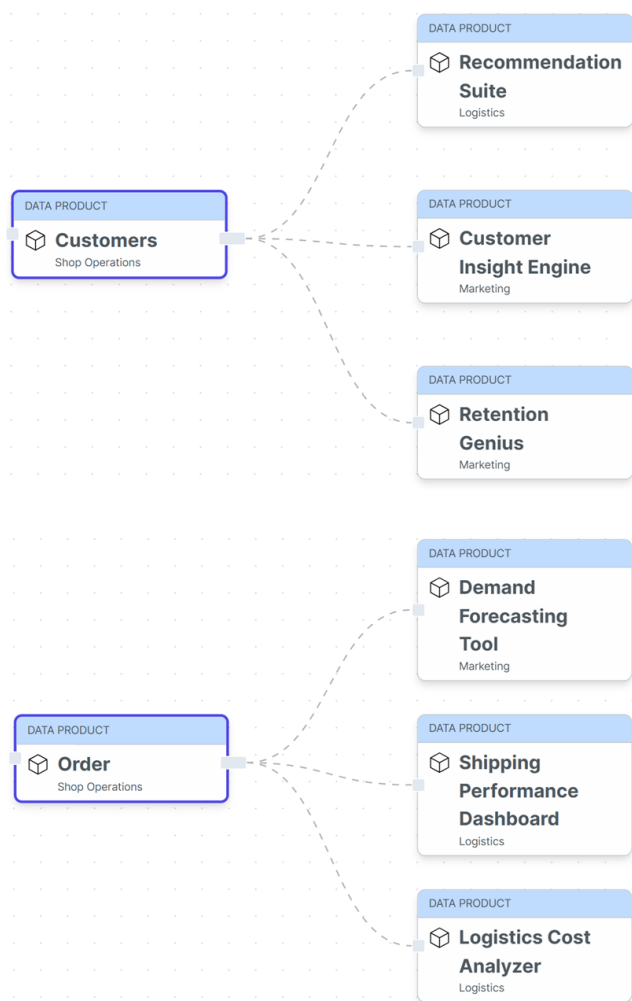 DATA PRODUCT
Recommendation
Suite
Logistics
DATA PRODUCT
Customers
Shop Operations
DATA PRODUCT
Customer
Insight Engine
Marketing
DATA PRODUCT
Retention
Genius
Marketing
DATA PRODUCT
Demand
Forecasting
Tool
Marketing
DATA PRODUCT
Order
Shop Operations
DATA PRODUCT
Shipping
Performance
Dashboard
Logistics
DATA PRODUCT
Logistics Cost
Analyzer
Logistics